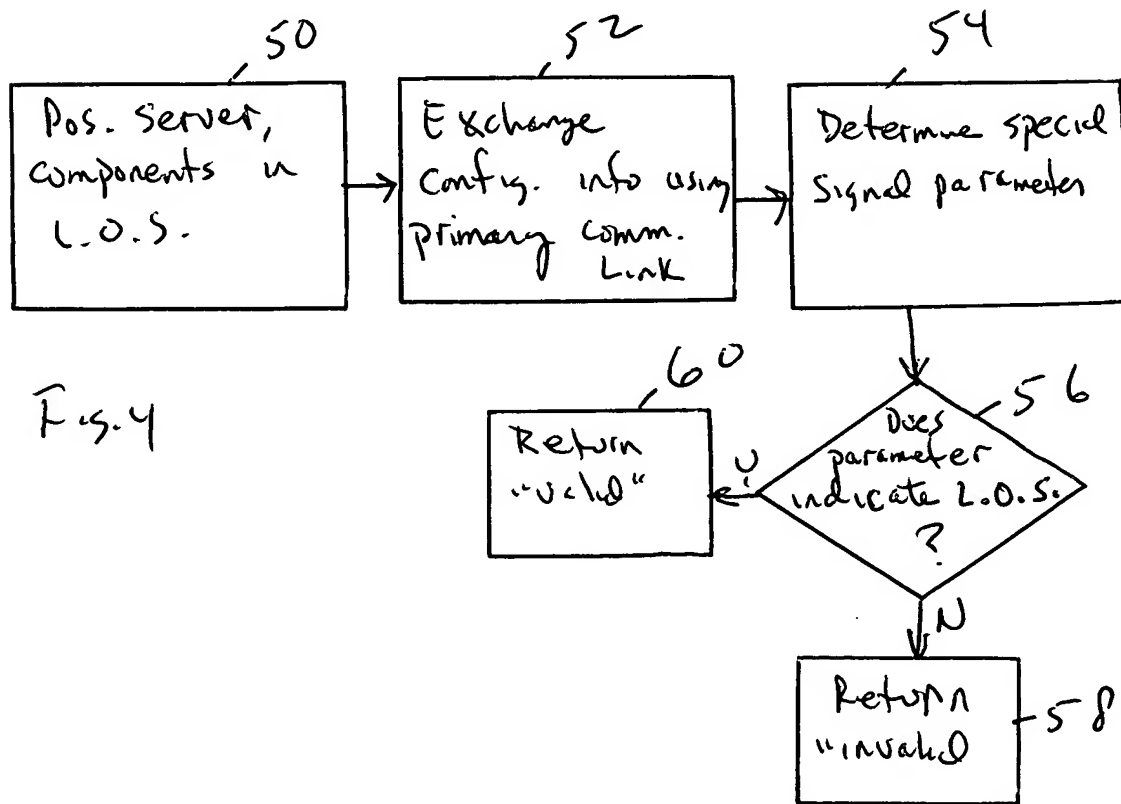 50
Pos. Server,
components in
L.O.S.
52
Exchange
Config. info using
primary comm.
Link
54
Determine special
Signal parameter
56
Does
parameter
indicate L.O.S.
?
Y
60
Return
"valid"
N
Return
"invalid
58
Fig. 4